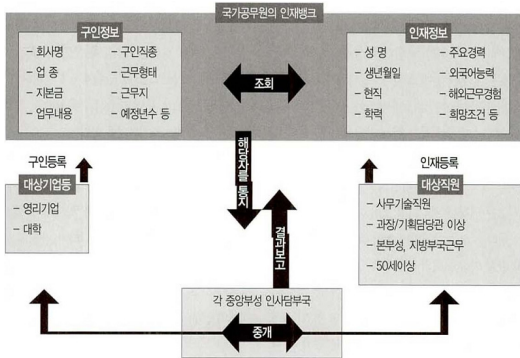 국가공무원의 인재뱅크
구인정보
- 회사명
- 업 종
- 자본금
- 업무내용
- 구인직종
- 근무형태
- 근무지
- 예정년수 등
조회
인재정보
- 성 명
- 생년월일
- 현직
- 학력
- 주요경력
- 외국어능력
- 해외근무경험
- 희망조건 등
구인등록
대상기업등
- 영리기업
- 대학
해당자를 통지
결과보고
인재등록
대상직원
- 사무기술직원
- 과장/기획담당관 이상
- 본부성, 지방부국근무
- 50세이상
각 중앙부성 인사담부국
중개